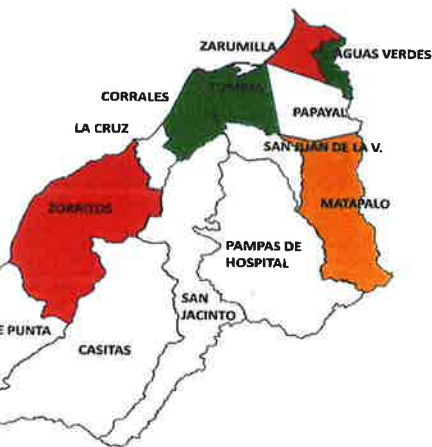 ZARUMILLA
AGUAS VERDES
TUMBES
CORRALES
PAPAYAL
LA CRUZ
SAN JUAN DE LA V.
ZORRITOS
MATAPALO
PAMPAS DE
HOSPITAL
SAN
JACINTO
E PUNTA
CASITAS